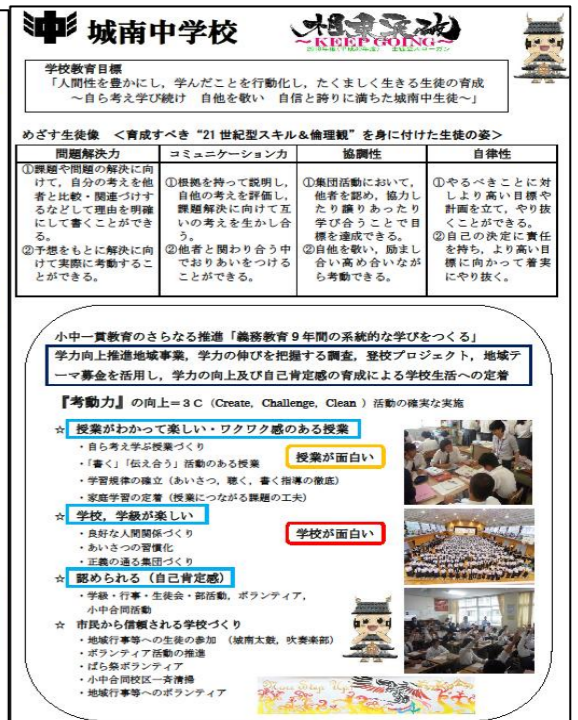 中 城南中学校
～KEEP GOING～
学校教育目標
「人間性を豊かにし，学んだことを行動化し，たくましく生きる生徒の育成
～自ら考え学び続け 自他を敬い 自信と誇りに満ちた城南中生徒～」
めざす生徒像 ＜育成すべき“21 世紀型スキル＆倫理観”を身に付けた生徒の姿＞
問題解決力
①課題や問題の解決に向
けて，自分の考えを他
者と比較・関連づけす
るなどして理由を明確
にして書くことができ
る。
②予想をもとに解決に向
けて実際に考動するこ
とができる。
コミュニケーション力
①根拠を持って説明し，
自他の考えを評価し，
課題解決に向けて互
いの考えを生かし合
う。
②他者と関わり合う中
でおりあいをつける
ことができる。
協調性
①集団活動において，
他者を認め，協力し
たり譲りあったり
学び合うことで目
標を達成できる。
②自他を敬い，励まし
合い高め合いなが
ら考動できる。
自律性
①やるべきことに対
しより高い目標や
計画を立て，やり抜
くことができる。
②自己の決定に責任
を持ち，より高い目
標に向かって着実
にやり抜く。
小中一貫教育のさらなる推進「義務教育９年間の系統的な学びをつくる」
学力向上推進地域事業，学力の伸びを把握する調査，登校プロジェクト，地域テ
ーマ募金を活用し，学力の向上及び自己肯定感の育成による学校生活への定着
『考動力』の向上＝３Ｃ（Create, Challenge, Clean ）活動の確実な実施
☆ 授業がわかって楽しい・ワクワク感のある授業
・自ら考え学ぶ授業づくり
・「書く」「伝え合う」活動のある授業
授業が面白い
・学習規律の確立（あいさつ，聴く，書く指導の徹底）
・家庭学習の定着（授業につながる課題の工夫）
☆ 学校，学級が楽しい
・良好な人間関係づくり
学校が面白い
・あいさつの習慣化
・正義の通る集団づくり
☆ 認められる（自己肯定感）
・学級・行事・生徒会・部活動，ボランティア，
小中合同活動
☆ 市民から信頼される学校づくり
・地域行事等への生徒の参加 （城南太鼓，吹奏楽部）
・ボランティア活動の推進
・ばら祭ボランティア
・小中合同校区一斉清掃
・地域行事等へのボランティア